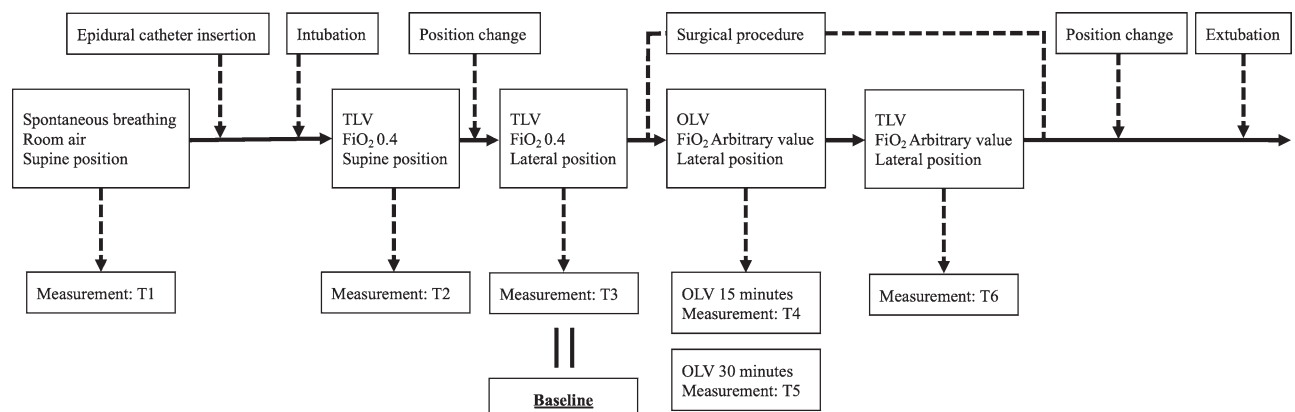 Epidural catheter insertion
Intubation
Position change
Surgical procedure
Position change
Extubation
Spontaneous breathing
Room air
Supine position
TLV
FiO₂ 0.4
Supine position
TLV
FiO₂ 0.4
Lateral position
OLV
FiO₂ Arbitrary value
Lateral position
TLV
FiO₂ Arbitrary value
Lateral position
Measurement: T1
Measurement: T2
Measurement: T3
OLV 15 minutes
Measurement: T4
Measurement: T6
OLV 30 minutes
Measurement: T5
Baseline